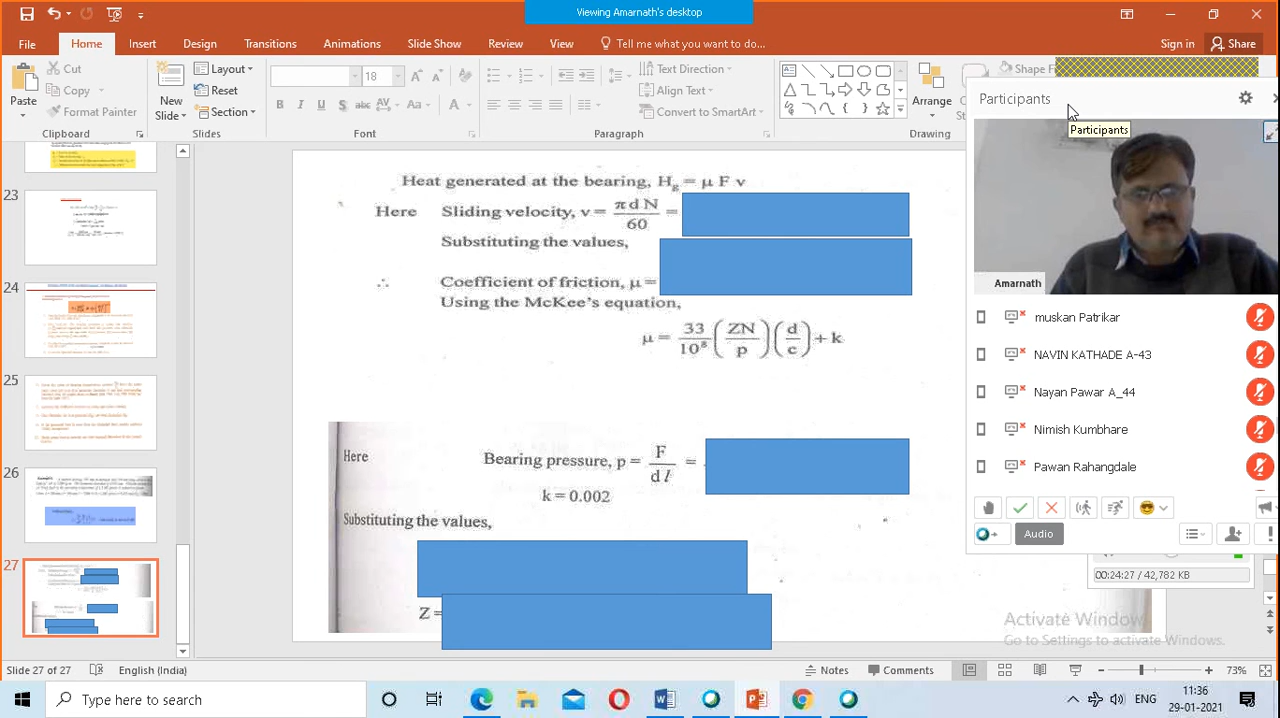 Viewing Amarnath's desktop
File Home Insert Design Transitions Animations Slide Show Review View Tell me what you want to do... Sign in Share
Paste
Cut
Copy
Format Painter
Clipboard
New
Slide
Layout
Reset
Section
Slides
18
Font
Text Direction
Align Text
Convert to SmartArt
Paragraph
Arrange
Shape F
Drawing
Participants
Participants
Amarnath
muskan Patrikar
NAVIN KATHADE A-43
Nayan Pawar A_44
Nimish Kumbhare
Pawan Rahangdale
Audio
00:24:27 / 42,782 KB
23
24
25
26
27
Heat generated at the bearing, Hg = μ F v
Here Sliding velocity, v = π d N / 60 =
Substituting the values,
∴ Coefficient of friction, μ =
Using the McKee's equation,
μ = 33/10⁸ (ZN/p) (d/c) + k
Here Bearing pressure, p = F / d l =
k = 0.002
Substituting the values,
Z =
Activate Window
Go to Settings to activate Windows.
Slide 27 of 27 English (India) Notes Comments 73%
Type here to search
ENG
11:36
29-01-2021